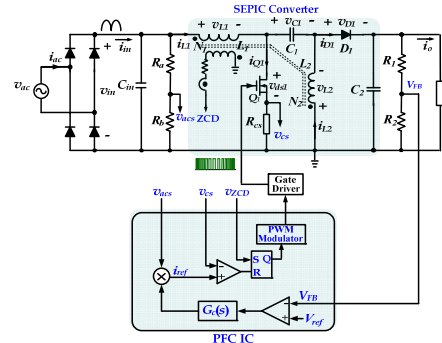 SEPIC Converter
+ vL1 -
+ vC1 -
+ vD1 -
iac
+
iin
iL1
N1
L1
C1
iD1
D1
io
vac
vin
Cin
Ra
iQ1
L2
R1
+
vds1
-
Q1
vL2
C2
VFB
N2
+
Rb
vacs
ZCD
Rcs
vcs
iL2
R2
-
Gate
Driver
vacs
vcs
vZCD
PWM
Modulator
iref
-
+
S Q
R
Gc(s)
-
+
VFB
Vref
PFC IC